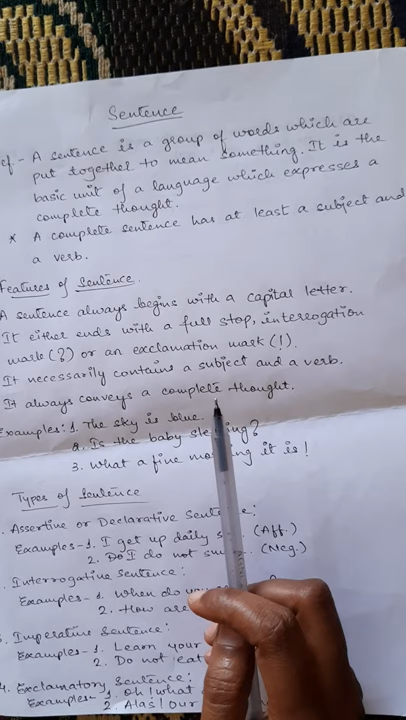 Sentence
ef - A sentence is a group of words which are
put together to mean something. It is the
basic unit of a language which expresses a
complete thought.
* A complete sentence has at least a subject and
a verb.
Features of Sentence.
A sentence always begins with a capital letter.
It either ends with a full stop, interrogation
mark (?) or an exclamation mark (!).
It necessarily contains a subject and a verb.
It always conveys a complete thought.
Examples: 1. The sky is blue.
2. Is the baby sleeping?
3. What a fine mo ing it is!
Types of Sentence
Assertive or Declarative Sente :
Examples - 1. I get up daily (Aff.)
2. I do not (Neg.)
Interrogative Sentence:
Examples - 1. When do
2. How are
Imperative Sentence:
Examples - 1. Learn your
2. Do not eat
4. Exclamatory Sentence:
Examples - 1. Oh! what a
2. Alas! Our